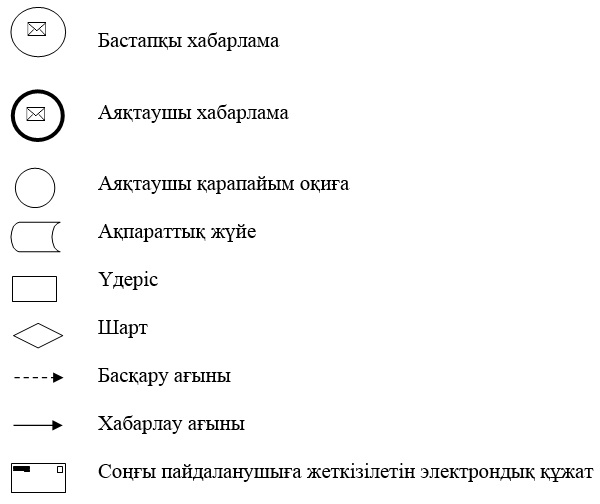 Бастапқы хабарлама
Аяқтаушы хабарлама
Аяқтаушы қарапайым оқиға
Ақпараттық жүйе
Үдеріс
Шарт
Басқару ағыны
Хабарлау ағыны
Соңғы пайдаланушыға жеткізілетін электрондық құжат